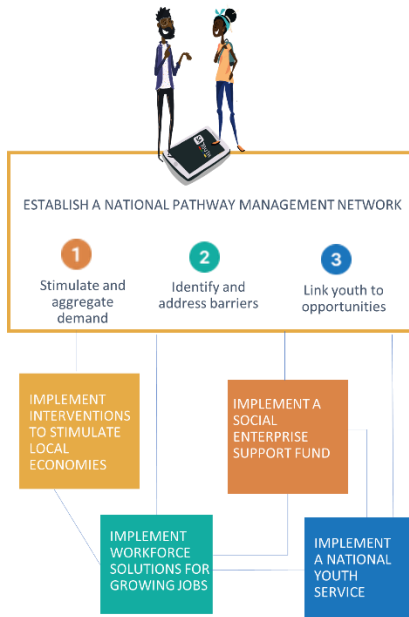 ESTABLISH A NATIONAL PATHWAY MANAGEMENT NETWORK
1
2
3
Stimulate and
aggregate
demand
Identify and
address barriers
Link youth to
opportunities
IMPLEMENT
INTERVENTIONS
TO STIMULATE
LOCAL
ECONOMIES
IMPLEMENT A
SOCIAL
ENTERPRISE
SUPPORT FUND
IMPLEMENT
WORKFORCE
SOLUTIONS FOR
GROWING JOBS
IMPLEMENT
A NATIONAL
YOUTH
SERVICE